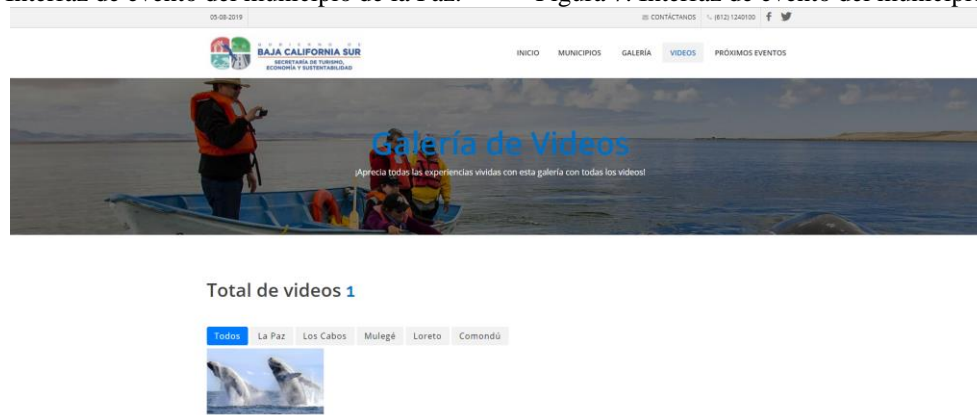 Interfaz de evento del municipio de la Paz.
Figura 7. Interfaz de evento del municipio
05-08-2019
CONTÁCTANOS
(612) 1240100
GOBIERNO DE
BAJA CALIFORNIA SUR
SECRETARÍA DE TURISMO,
ECONOMÍA Y SUSTENTABILIDAD
INICIO MUNICIPIOS GALERÍA VIDEOS PRÓXIMOS EVENTOS
Galería de Videos
¡Aprecia todas las experiencias vividas con esta galería con todas los videos!
Total de videos 1
Todos La Paz Los Cabos Mulegé Loreto Comondú